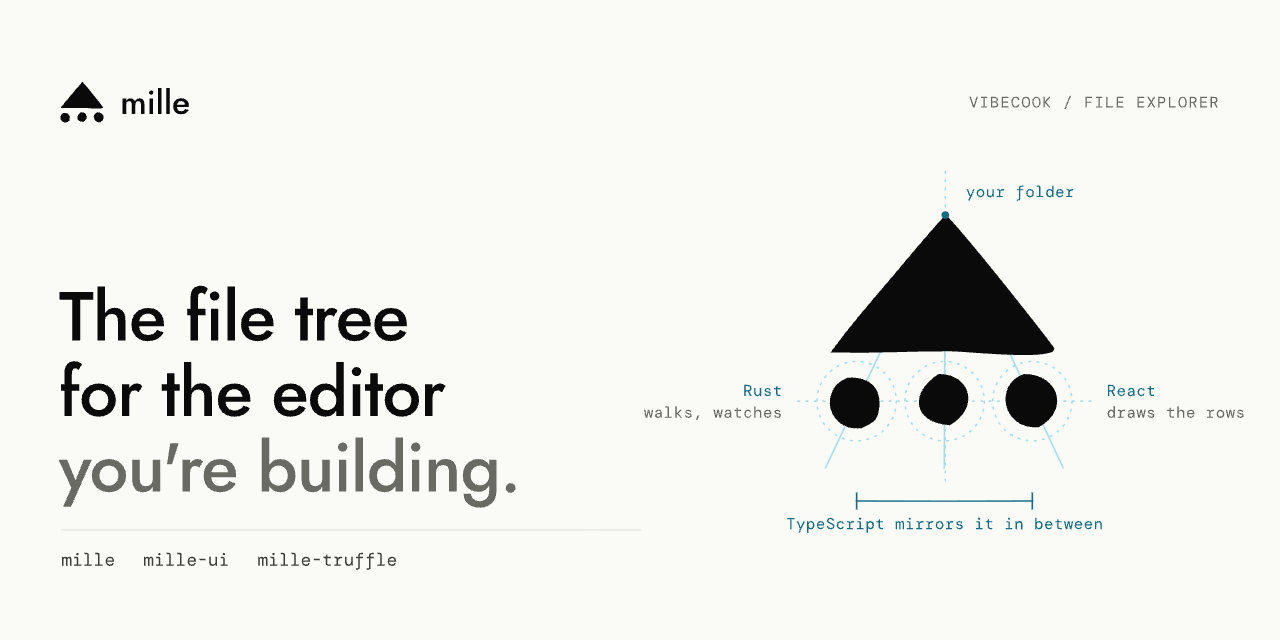 mille
VIBECOOK / FILE EXPLORER
your folder
The file tree
for the editor
you're building.
Rust
walks, watches
React
draws the rows
TypeScript mirrors it in between
mille mille-ui mille-truffle